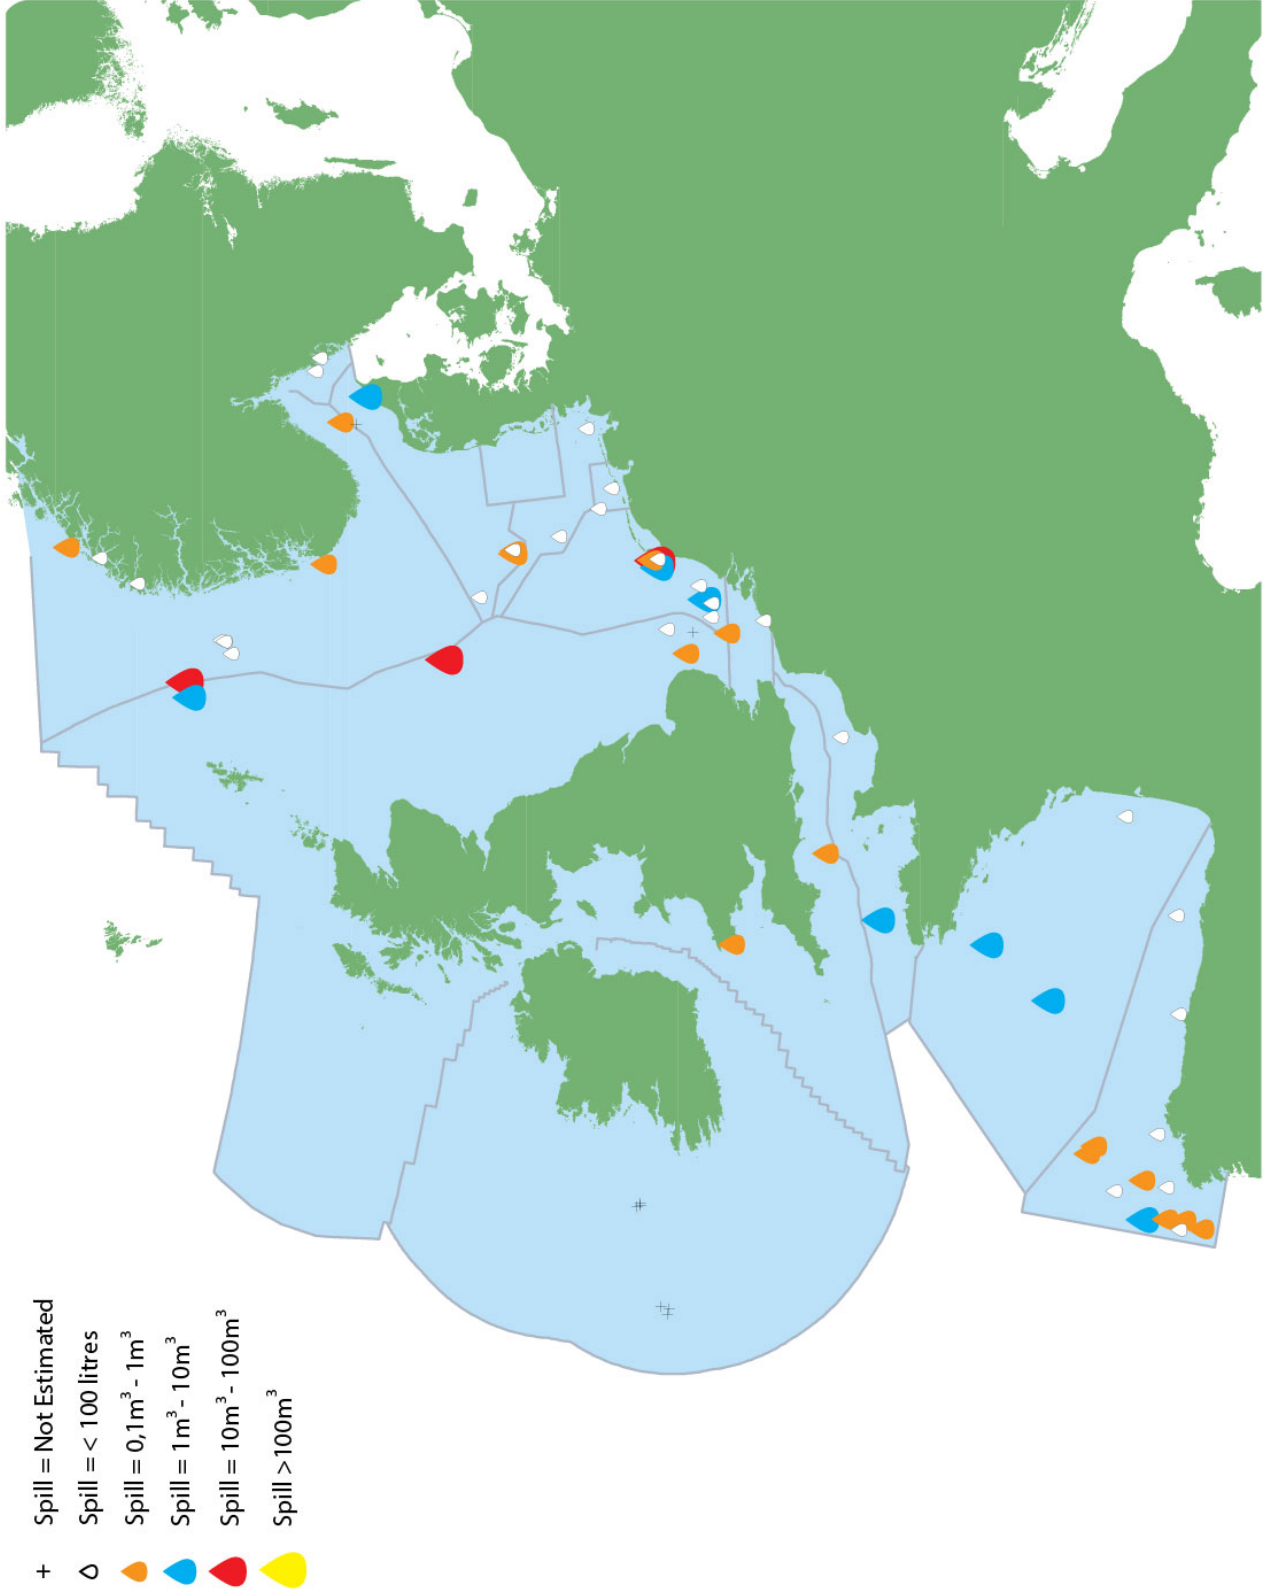 Spill = Not Estimated
Spill = < 100 litres
Spill = 0,1m³ - 1m³
Spill = 1m³ - 10m³
Spill = 10m³ - 100m³
Spill >100m³